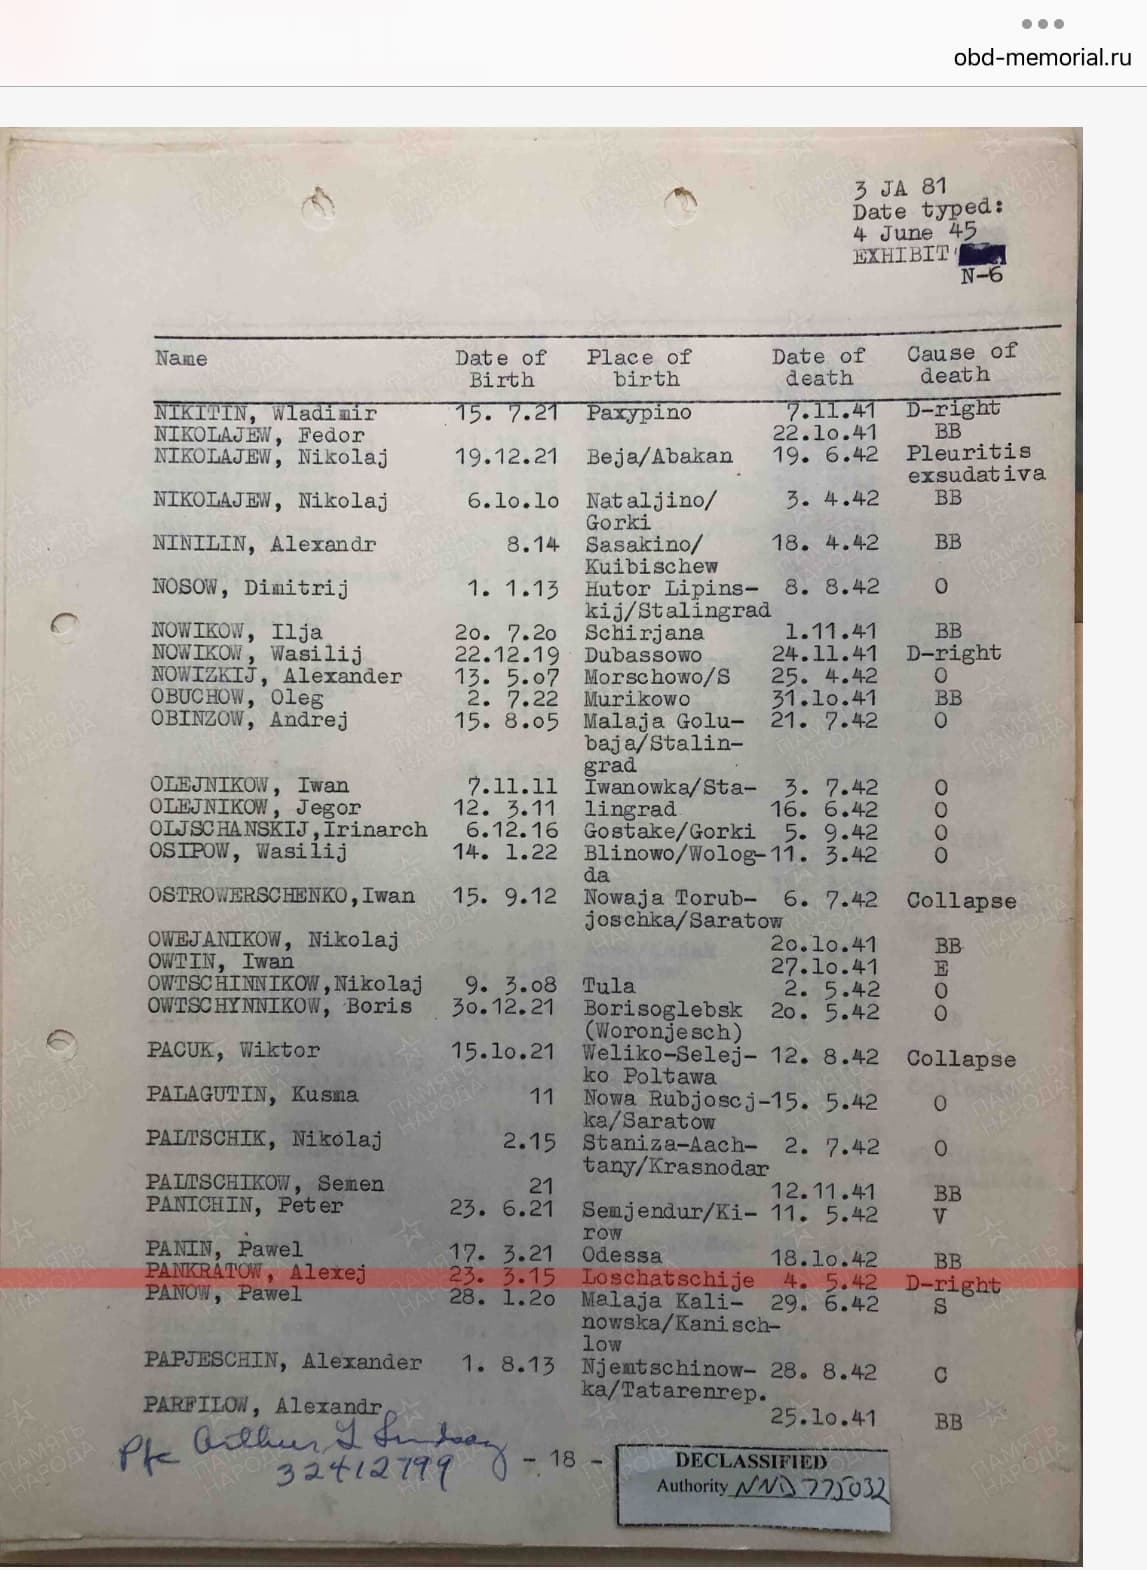 obd-memorial.ru
3 JA 81
Date typed:
4 June 45
EXHIBIT
N-6
Name Date of Birth Place of birth Date of death Cause of death
NIKITIN, Wladimir 15. 7.21 Paxypino 7.11.41 D-right
NIKOLAJEW, Fedor 22.1o.41 BB
NIKOLAJEW, Nikolaj 19.12.21 Beja/Abakan 19. 6.42 Pleuritis
exsudativa
NIKOLAJEW, Nikolaj 6.1o.1o Nataljino/ 3. 4.42 BB
Gorki
NINILIN, Alexandr 8.14 Sasakino/ 18. 4.42 BB
Kuibischew
NOSOW, Dimitrij 1. 1.13 Hutor Lipins- 8. 8.42 O
kij/Stalingrad
NOWIKOW, Ilja 2o. 7.2o Schirjana 1.11.41 BB
NOWIKOW, Wasilij 22.12.19 Dubassowo 24.11.41 D-right
NOWIZKIJ, Alexander 13. 5.o7 Morschowo/S 25. 4.42 O
OBUCHOW, Oleg 2. 7.22 Murikowo 31.1o.41 BB
OBINZOW, Andrej 15. 8.o5 Malaja Golu- 21. 7.42 O
baja/Stalin-
grad
OLEJNIKOW, Iwan 7.11.11 Iwanowka/Sta- 3. 7.42 O
OLEJNIKOW, Jegor 12. 3.11 lingrad 16. 6.42 O
OLJSCHANSKIJ,Irinarch 6.12.16 Gostake/Gorki 5. 9.42 O
OSIPOW, Wasilij 14. 1.22 Blinowo/Wolog- 11. 3.42 O
da
OSTROWERSCHENKO,Iwan 15. 9.12 Nowaja Torub- 6. 7.42 Collapse
joschka/Saratow
OWEJANIKOW, Nikolaj 2o.1o.41 BB
OWTIN, Iwan 27.1o.41 E
OWTSCHINNIKOW,Nikolaj 9. 3.o8 Tula 2. 5.42 O
OWTSCHYNNIKOW, Boris 3o.12.21 Borisoglebsk 2o. 5.42 O
(Woronjesch)
PACUK, Wiktor 15.1o.21 Weliko-Selej- 12. 8.42 Collapse
ko Poltawa
PALAGUTIN, Kusma 11 Nowa Rubjoscj- 15. 5.42 O
ka/Saratow
PALTSCHIK, Nikolaj 2.15 Staniza-Aach- 2. 7.42 O
tany/Krasnodar
PALTSCHIKOW, Semen 21 12.11.41 BB
PANICHIN, Peter 23. 6.21 Semjendur/Ki- 11. 5.42 V
row
PANIN, Pawel 17. 3.21 Odessa 18.1o.42 BB
PANKRATOW, Alexej 23. 3.15 Loschatschije 4. 5.42 D-right
PANOW, Pawel 28. 1.2o Malaja Kali- 29. 6.42 S
nowska/Kanisch-
low
PAPJESCHIN, Alexander 1. 8.13 Njemtschinow- 28. 8.42 C
ka/Tatarenrep.
PARFILOW, Alexandr 25.1o.41 BB
Pfc Arthur L Lindsay
32412799
- 18 -
DECLASSIFIED
Authority NND 775032